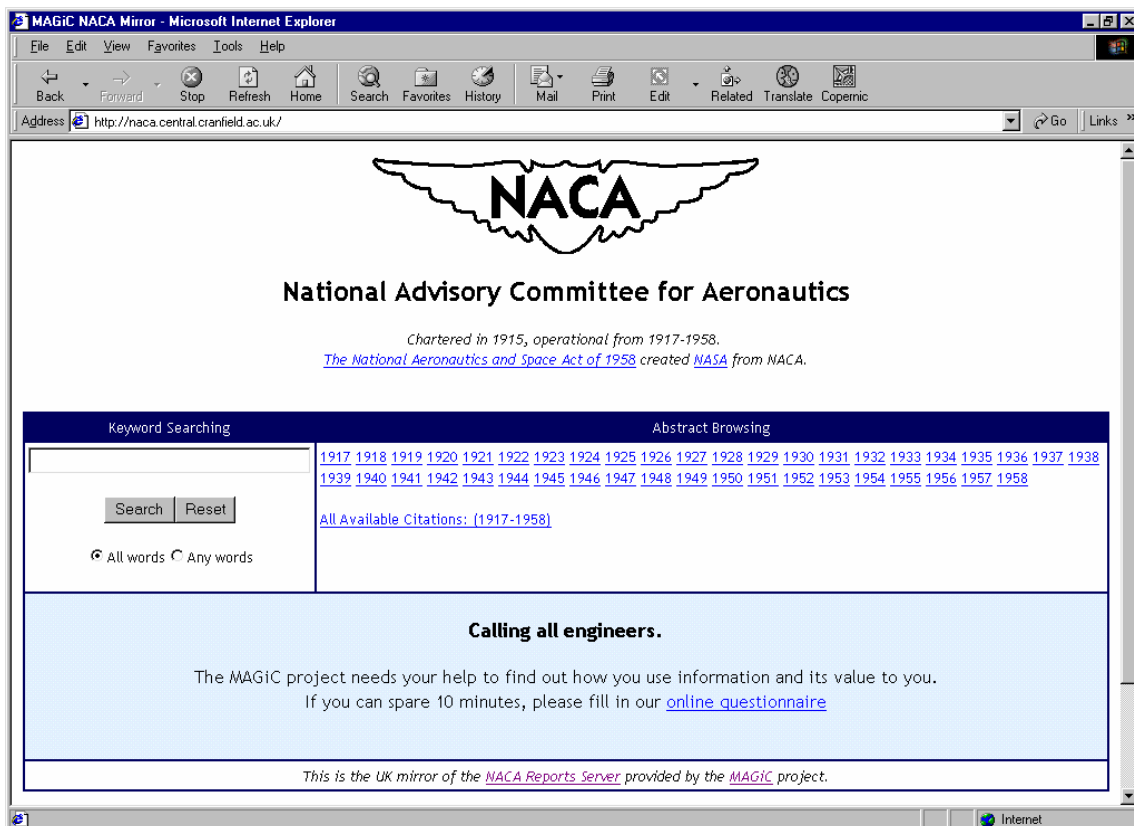 MAGiC NACA Mirror - Microsoft Internet Explorer
File Edit View Favorites Tools Help
Back Forward Stop Refresh Home Search Favorites History Mail Print Edit Related Translate Copernic
Address http://naca.central.cranfield.ac.uk/ Go Links »
NACA
National Advisory Committee for Aeronautics
Chartered in 1915, operational from 1917-1958.
The National Aeronautics and Space Act of 1958 created NASA from NACA.
Keyword Searching
Abstract Browsing
1917 1918 1919 1920 1921 1922 1923 1924 1925 1926 1927 1928 1929 1930 1931 1932 1933 1934 1935 1936 1937 1938
1939 1940 1941 1942 1943 1944 1945 1946 1947 1948 1949 1950 1951 1952 1953 1954 1955 1956 1957 1958
Search Reset
All Available Citations: (1917-1958)
All words Any words
Calling all engineers.
The MAGiC project needs your help to find out how you use information and its value to you.
If you can spare 10 minutes, please fill in our online questionnaire
This is the UK mirror of the NACA Reports Server provided by the MAGiC project.
Internet